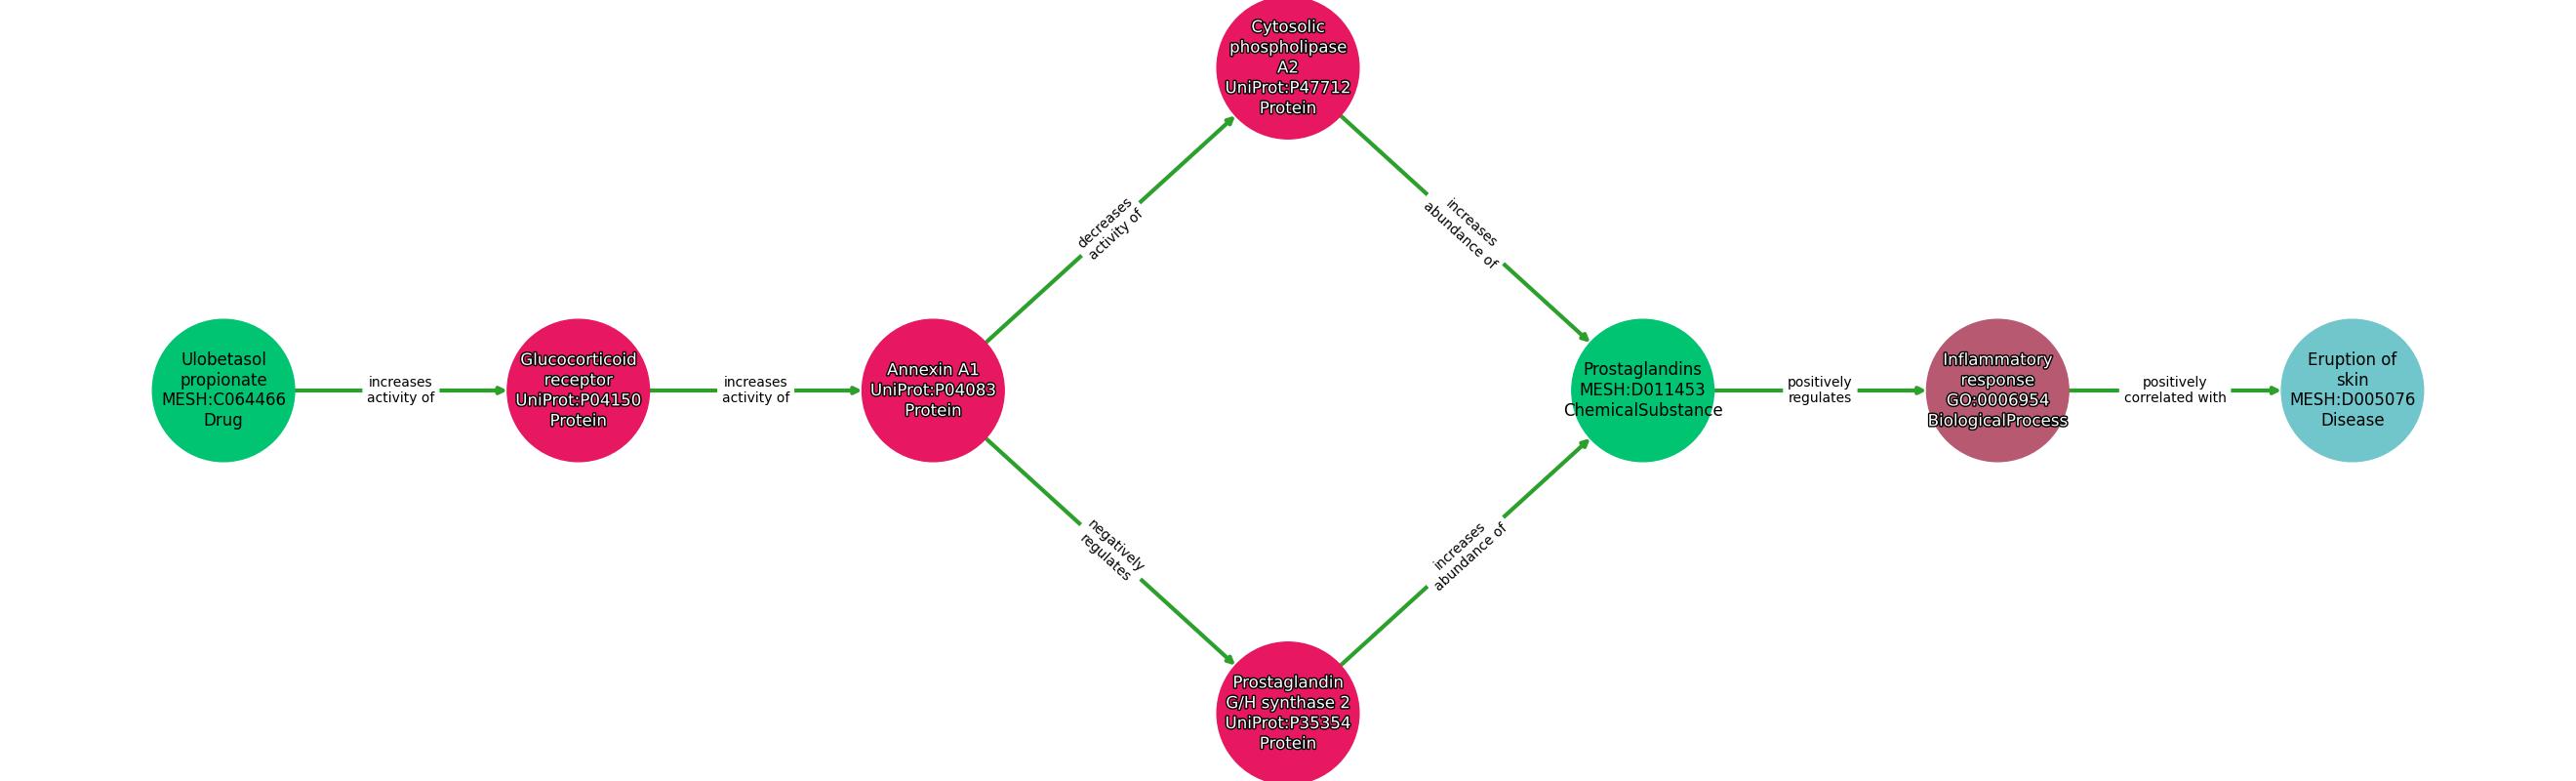 Cytosolic
phospholipase
A2
UniProt:P47712
Protein
decreases
activity of
increases
abundance of
Ulobetasol
propionate
MESH:C064466
Drug
increases
activity of
Glucocorticoid
receptor
UniProt:P04150
Protein
increases
activity of
Annexin A1
UniProt:P04083
Protein
Prostaglandins
MESH:D011453
ChemicalSubstance
positively
regulates
Inflammatory
response
GO:0006954
BiologicalProcess
positively
correlated with
Eruption of
skin
MESH:D005076
Disease
negatively
regulates
increases
abundance of
Prostaglandin
G/H synthase 2
UniProt:P35354
Protein